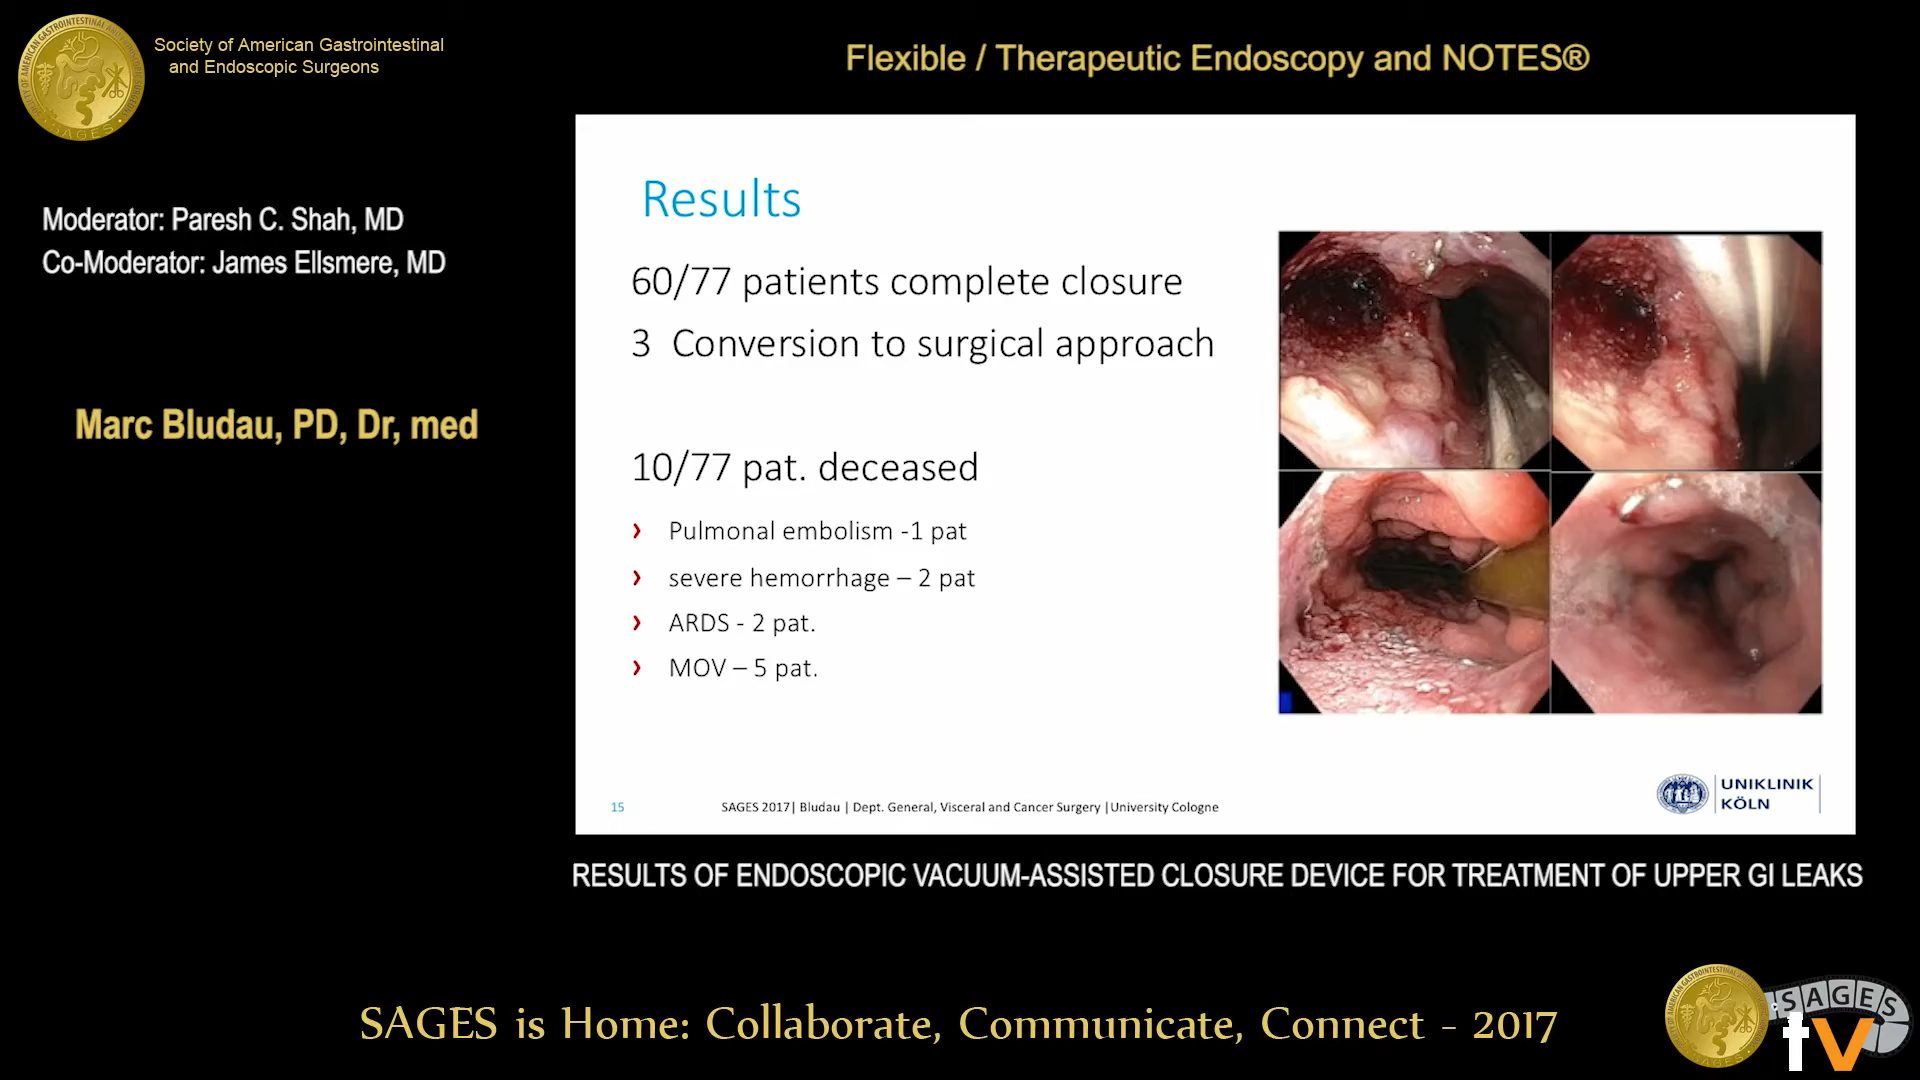 Society of American Gastrointestinal
and Endoscopic Surgeons
Flexible / Therapeutic Endoscopy and NOTES®
Moderator: Paresh C. Shah, MD
Co-Moderator: James Ellsmere, MD
Marc Bludau, PD, Dr, med
Results
60/77 patients complete closure
3 Conversion to surgical approach
10/77 pat. deceased
› Pulmonal embolism -1 pat
› severe hemorrhage – 2 pat
› ARDS - 2 pat.
› MOV – 5 pat.
15
SAGES 2017| Bludau | Dept. General, Visceral and Cancer Surgery |University Cologne
UNIKLINIK
KÖLN
RESULTS OF ENDOSCOPIC VACUUM-ASSISTED CLOSURE DEVICE FOR TREATMENT OF UPPER GI LEAKS
SAGES is Home: Collaborate, Communicate, Connect - 2017
SAGES
tv